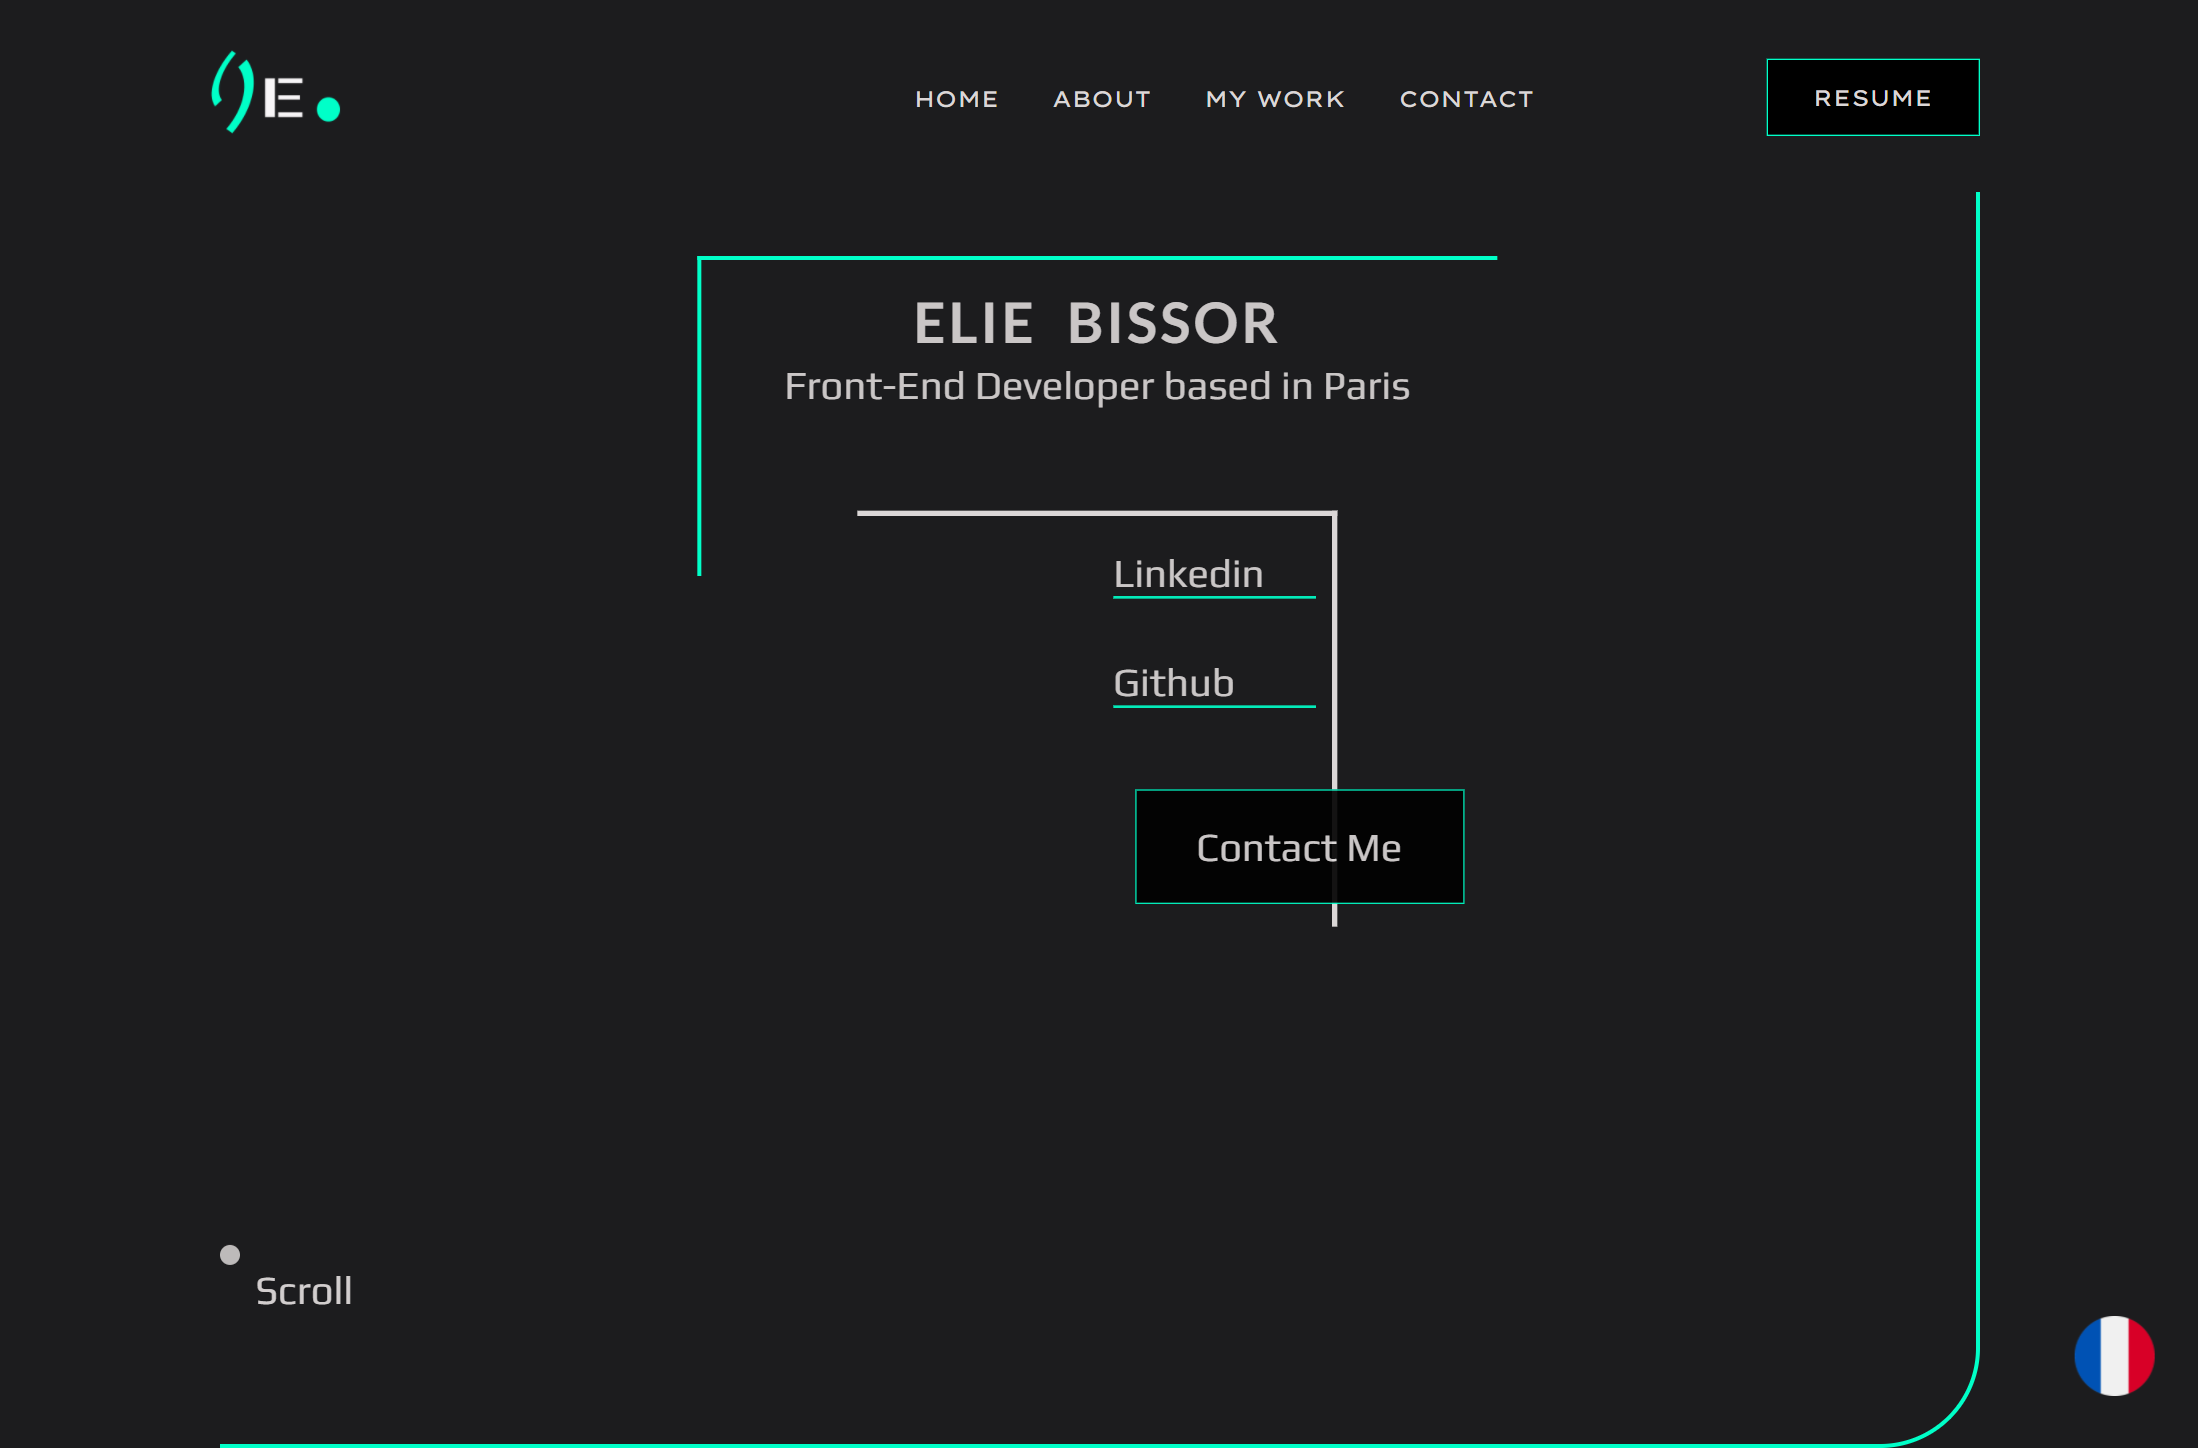 E
HOME ABOUT MY WORK CONTACT RESUME
ELIE BISSOR
Front-End Developer based in Paris
Linkedin
Github
Contact Me
Scroll